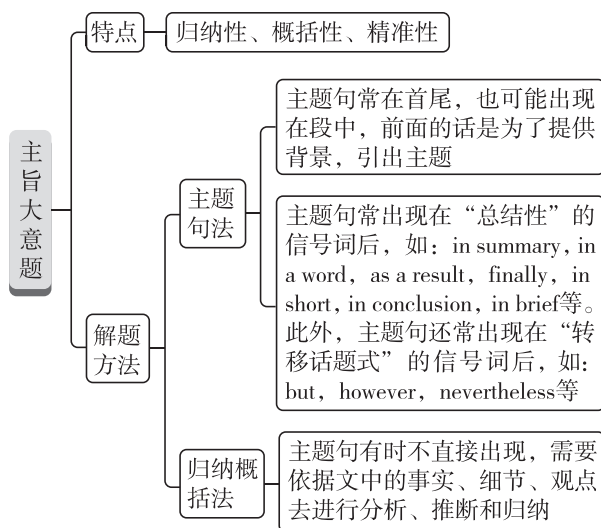 主旨大意题
特点
归纳性、概括性、精准性
解题
方法
主题
句法
主题句常在首尾，也可能出现
在段中，前面的话是为了提供
背景，引出主题
主题句常出现在“总结性”的
信号词后，如：in summary, in
a word，as a result，finally，in
short, in conclusion, in brief等。
此外，主题句还常出现在“转
移话题式”的信号词后，如：
but，however，nevertheless等
归纳概
括法
主题句有时不直接出现，需要
依据文中的事实、细节、观点
去进行分析、推断和归纳